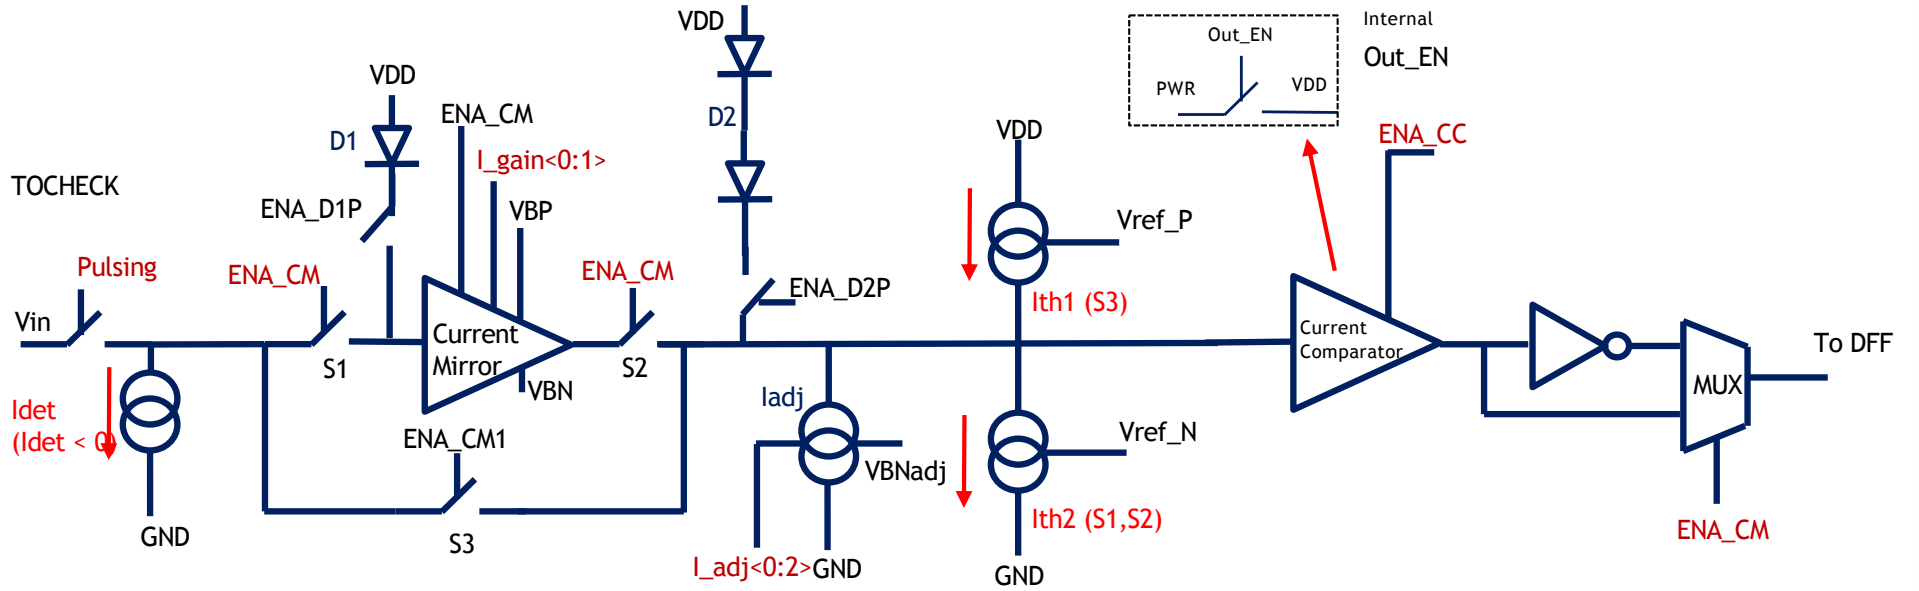 Internal
Out_EN
VDD
Out_EN
PWR
VDD
VDD
D1
ENA_CM
D2
VDD
ENA_CC
I_gain<0:1>
TOCHECK
ENA_D1P
VBP
Vref_P
Pulsing
ENA_CM
ENA_CM
ENA_D2P
Ith1 (S3)
Vin
Current
Mirror
Current
Comparator
To DFF
S1
S2
VBN
MUX
Idet
(Idet < 0)
Iadj
ENA_CM1
Vref_N
VBNadj
GND
S3
Ith2 (S1,S2)
ENA_CM
I_adj<0:2>
GND
GND